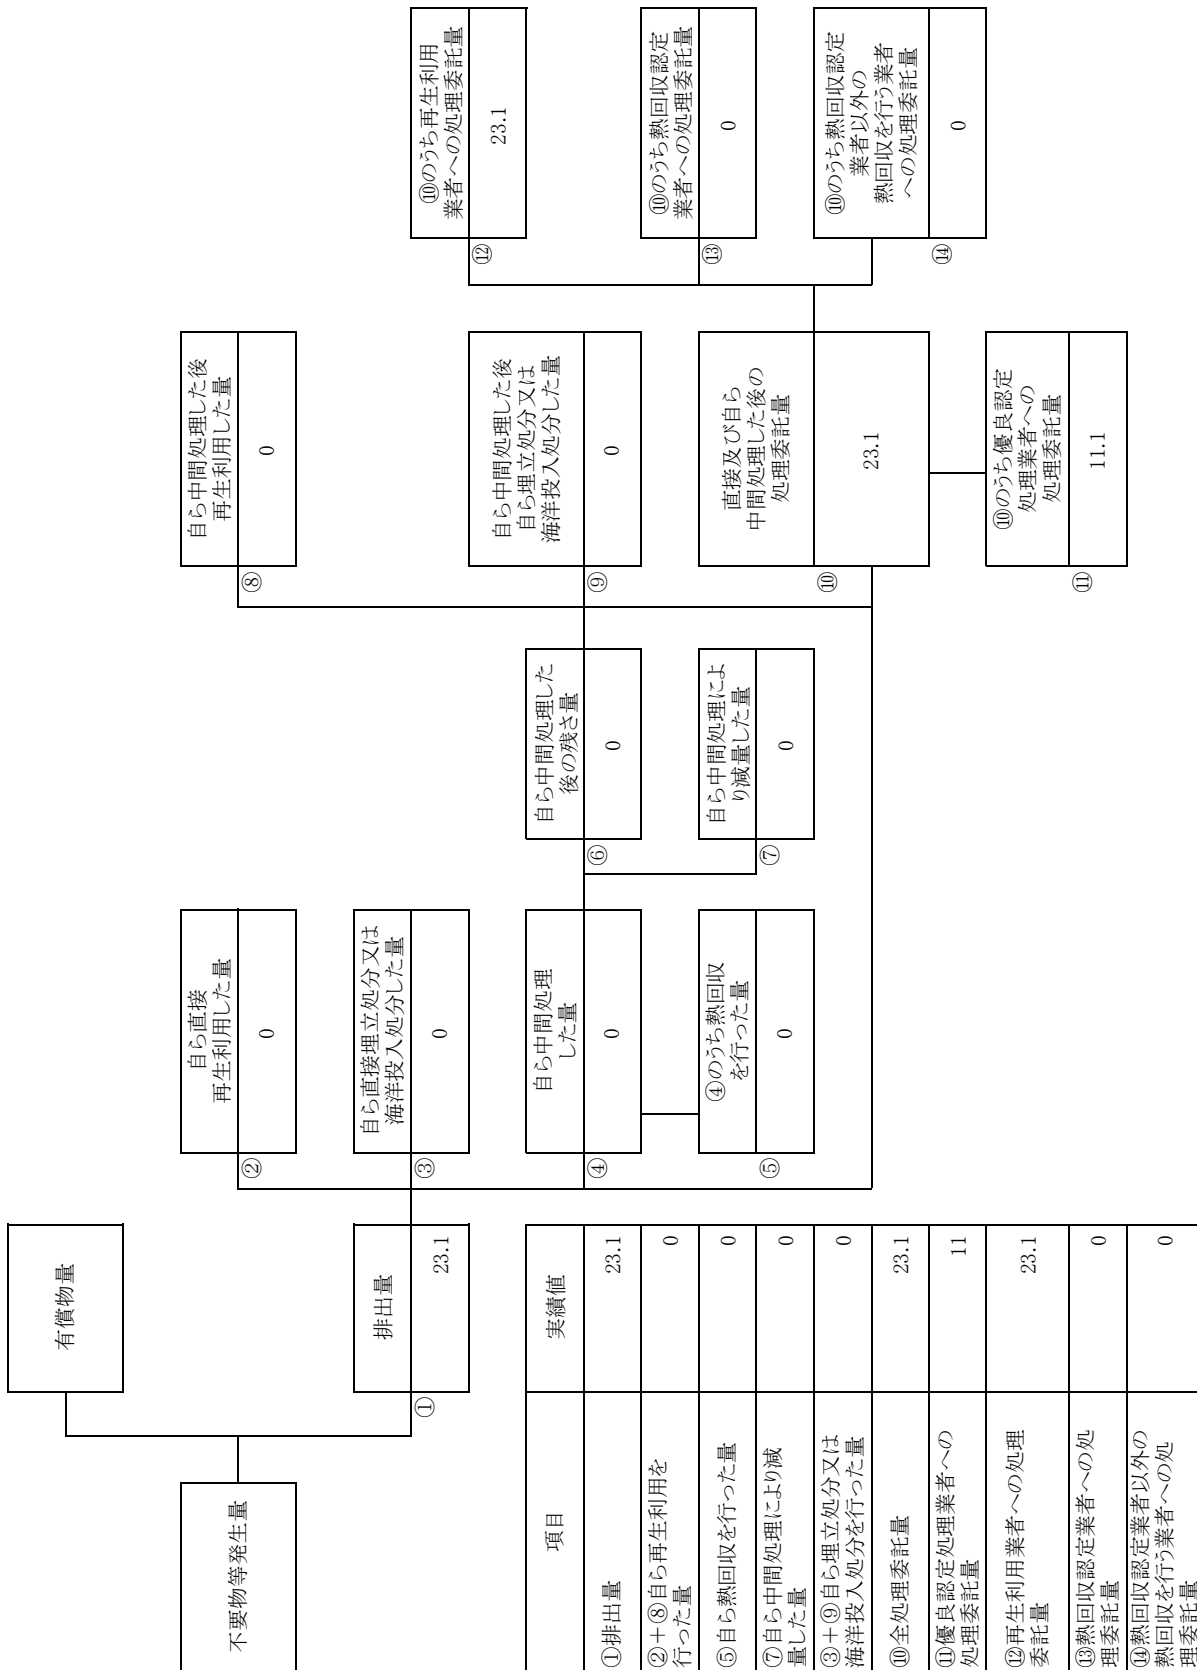 不要物等発生量
有償物量
①
排出量
23.1
②
自ら直接
再生利用した量
0
③
自ら直接埋立処分又は
海洋投入処分した量
0
④
自ら中間処理
した量
0
⑤
④のうち熱回収
を行った量
0
⑥
自ら中間処理した
後の残さ量
0
⑦
自ら中間処理によ
り減量した量
0
⑧
自ら中間処理した後
再生利用した量
0
⑨
自ら中間処理した後
自ら埋立処分又は
海洋投入処分した量
0
⑩
直接及び自ら
中間処理した後の
処理委託量
23.1
⑪
⑩のうち優良認定
処理業者への
処理委託量
11.1
⑫
⑩のうち再生利用
業者への処理委託量
23.1
⑬
⑩のうち熱回収認定
業者への処理委託量
0
⑭
⑩のうち熱回収認定
業者以外の
熱回収を行う業者
への処理委託量
0
項目
実績値
①排出量
23.1
②+⑧自ら再生利用を
行った量
0
⑤自ら熱回収を行った量
0
⑦自ら中間処理により減
量した量
0
③+⑨自ら埋立処分又は
海洋投入処分を行った量
0
⑩全処理委託量
23.1
⑪優良認定処理業者への
処理委託量
11
⑫再生利用業者への処理
委託量
23.1
⑬熱回収認定業者への処
理委託量
0
⑭熱回収認定業者以外の
熱回収を行う業者への処
理委託量
0